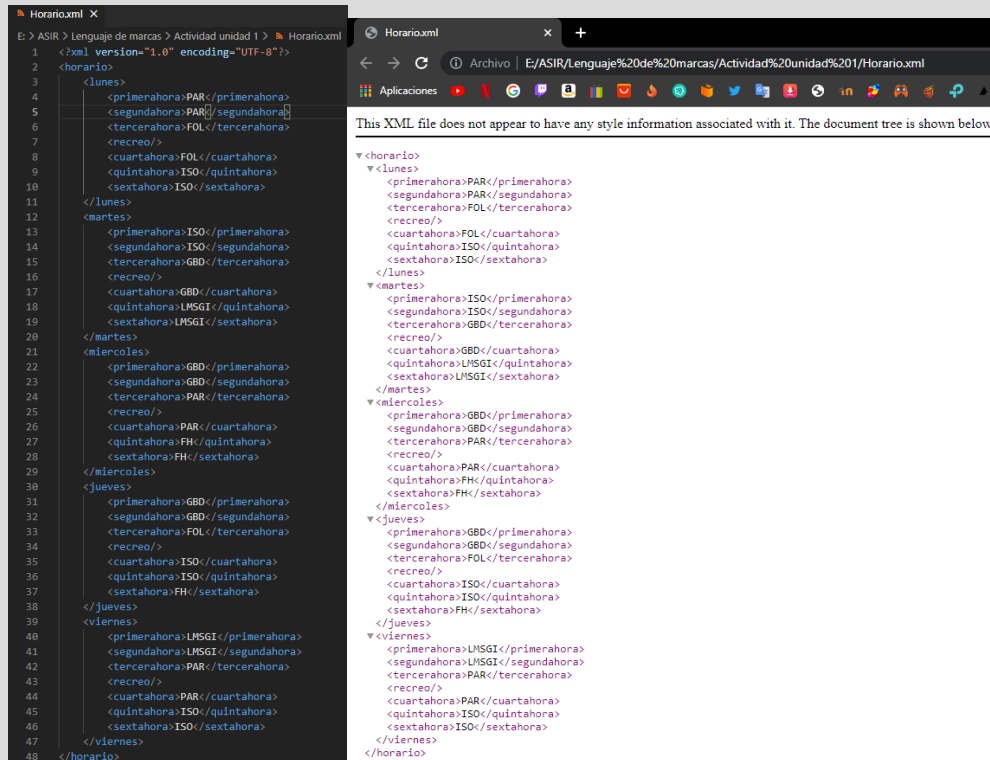 Horario.xml
E: > ASIR > Lenguaje de marcas > Actividad unidad 1 > Horario.xml
1 <?xml version="1.0" encoding="UTF-8"?>
2 <horario>
3 <lunes>
4 <primerahora>PAR</primerahora>
5 <segundahora>PAR</segundahora>
6 <tercerahora>FOL</tercerahora>
7 <recreo/>
8 <cuartahora>FOL</cuartahora>
9 <quintahora>ISO</quintahora>
10 <sextahora>ISO</sextahora>
11 </lunes>
12 <martes>
13 <primerahora>ISO</primerahora>
14 <segundahora>ISO</segundahora>
15 <tercerahora>GBD</tercerahora>
16 <recreo/>
17 <cuartahora>GBD</cuartahora>
18 <quintahora>LMSGI</quintahora>
19 <sextahora>LMSGI</sextahora>
20 </martes>
21 <miercoles>
22 <primerahora>GBD</primerahora>
23 <segundahora>GBD</segundahora>
24 <tercerahora>PAR</tercerahora>
25 <recreo/>
26 <cuartahora>PAR</cuartahora>
27 <quintahora>FH</quintahora>
28 <sextahora>FH</sextahora>
29 </miercoles>
30 <jueves>
31 <primerahora>GBD</primerahora>
32 <segundahora>GBD</segundahora>
33 <tercerahora>FOL</tercerahora>
34 <recreo/>
35 <cuartahora>ISO</cuartahora>
36 <quintahora>ISO</quintahora>
37 <sextahora>FH</sextahora>
38 </jueves>
39 <viernes>
40 <primerahora>LMSGI</primerahora>
41 <segundahora>LMSGI</segundahora>
42 <tercerahora>PAR</tercerahora>
43 <recreo/>
44 <cuartahora>PAR</cuartahora>
45 <quintahora>ISO</quintahora>
46 <sextahora>ISO</sextahora>
47 </viernes>
48 </horario>
Horario.xml
Archivo | E:/ASIR/Lenguaje%20de%20marcas/Actividad%20unidad%201/Horario.xml
Aplicaciones
This XML file does not appear to have any style information associated with it. The document tree is shown below
<horario>
<lunes>
<primerahora>PAR</primerahora>
<segundahora>PAR</segundahora>
<tercerahora>FOL</tercerahora>
<recreo/>
<cuartahora>FOL</cuartahora>
<quintahora>ISO</quintahora>
<sextahora>ISO</sextahora>
</lunes>
<martes>
<primerahora>ISO</primerahora>
<segundahora>ISO</segundahora>
<tercerahora>GBD</tercerahora>
<recreo/>
<cuartahora>GBD</cuartahora>
<quintahora>LMSGI</quintahora>
<sextahora>LMSGI</sextahora>
</martes>
<miercoles>
<primerahora>GBD</primerahora>
<segundahora>GBD</segundahora>
<tercerahora>PAR</tercerahora>
<recreo/>
<cuartahora>PAR</cuartahora>
<quintahora>FH</quintahora>
<sextahora>FH</sextahora>
</miercoles>
<jueves>
<primerahora>GBD</primerahora>
<segundahora>GBD</segundahora>
<tercerahora>FOL</tercerahora>
<recreo/>
<cuartahora>ISO</cuartahora>
<quintahora>ISO</quintahora>
<sextahora>FH</sextahora>
</jueves>
<viernes>
<primerahora>LMSGI</primerahora>
<segundahora>LMSGI</segundahora>
<tercerahora>PAR</tercerahora>
<recreo/>
<cuartahora>PAR</cuartahora>
<quintahora>ISO</quintahora>
<sextahora>ISO</sextahora>
</viernes>
</horario>